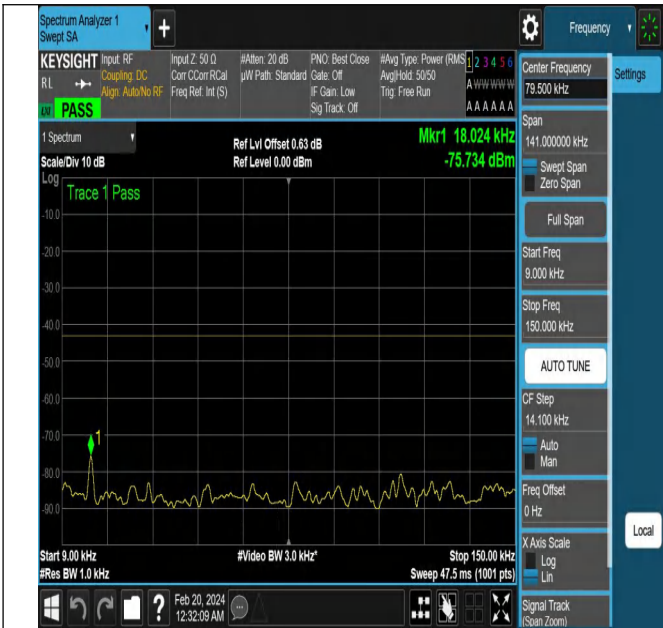 Spectrum Analyzer 1
Swept SA
+
Frequency
KEYSIGHT
RL
PASS
Input: RF
Coupling: DC
Align: Auto/No RF
Input Z: 50 Ω
Corr CCorr RCal
Freq Ref: Int (S)
#Atten: 20 dB
µW Path: Standard
PNO: Best Close
Gate: Off
IF Gain: Low
Sig Track: Off
#Avg Type: Power (RMS
Avg|Hold: 50/50
Trig: Free Run
1 2 3 4 5 6
A W W W W W
A A A A A A
1 Spectrum
Scale/Div 10 dB
Ref Lvl Offset 0.63 dB
Ref Level 0.00 dBm
Mkr1 18.024 kHz
-75.734 dBm
Log
Trace 1 Pass
-10.0
-20.0
-30.0
-40.0
-50.0
-60.0
-70.0
-80.0
-90.0
1
Start 9.00 kHz
#Res BW 1.0 kHz
#Video BW 3.0 kHz*
Stop 150.00 kHz
Sweep 47.5 ms (1001 pts)
Feb 20, 2024
12:32:09 AM
Center Frequency
79.500 kHz
Settings
Span
141.000000 kHz
Swept Span
Zero Span
Full Span
Start Freq
9.000 kHz
Stop Freq
150.000 kHz
AUTO TUNE
CF Step
14.100 kHz
Auto
Man
Freq Offset
0 Hz
X Axis Scale
Log
Lin
Local
Signal Track
(Span Zoom)